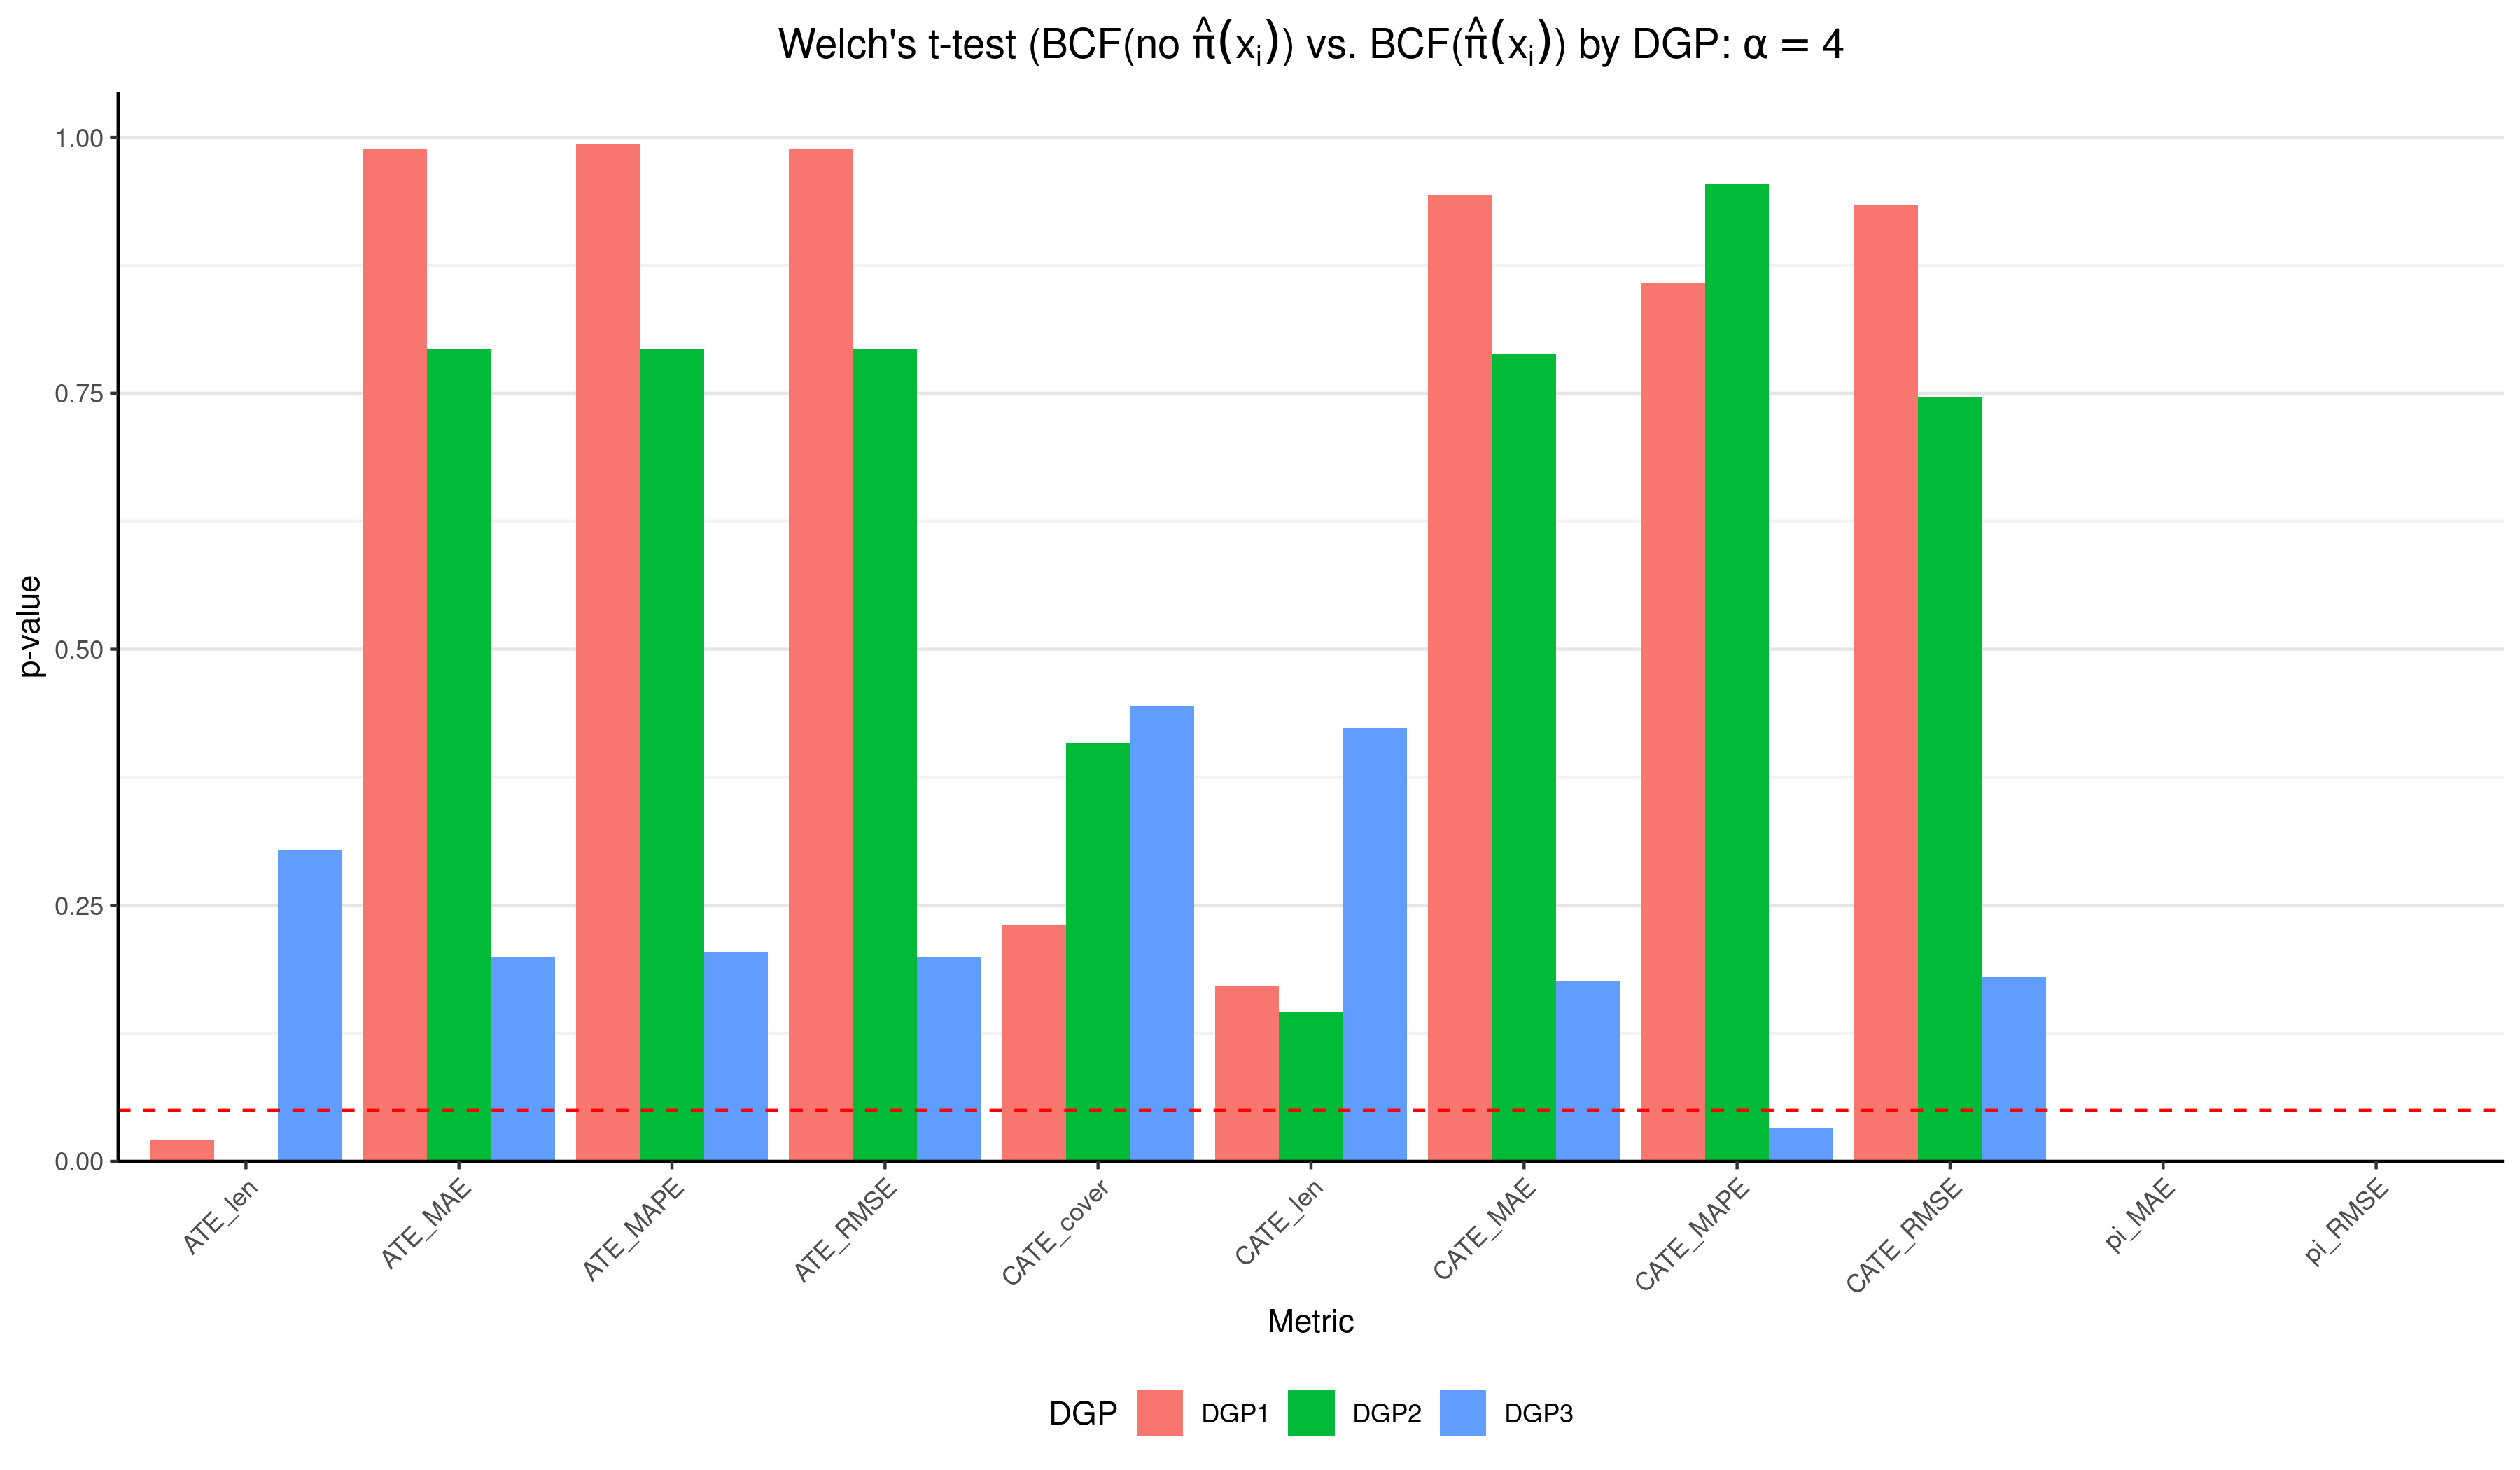 Welch's t-test (BCF(no π̂(xᵢ)) vs. BCF(π̂(xᵢ)) by DGP: α = 4
p-value
1.00
0.75
0.50
0.25
0.00
ATE_len
ATE_MAE
ATE_MAPE
ATE_RMSE
CATE_cover
CATE_len
CATE_MAE
CATE_MAPE
CATE_RMSE
pi_MAE
pi_RMSE
Metric
DGP DGP1 DGP2 DGP3